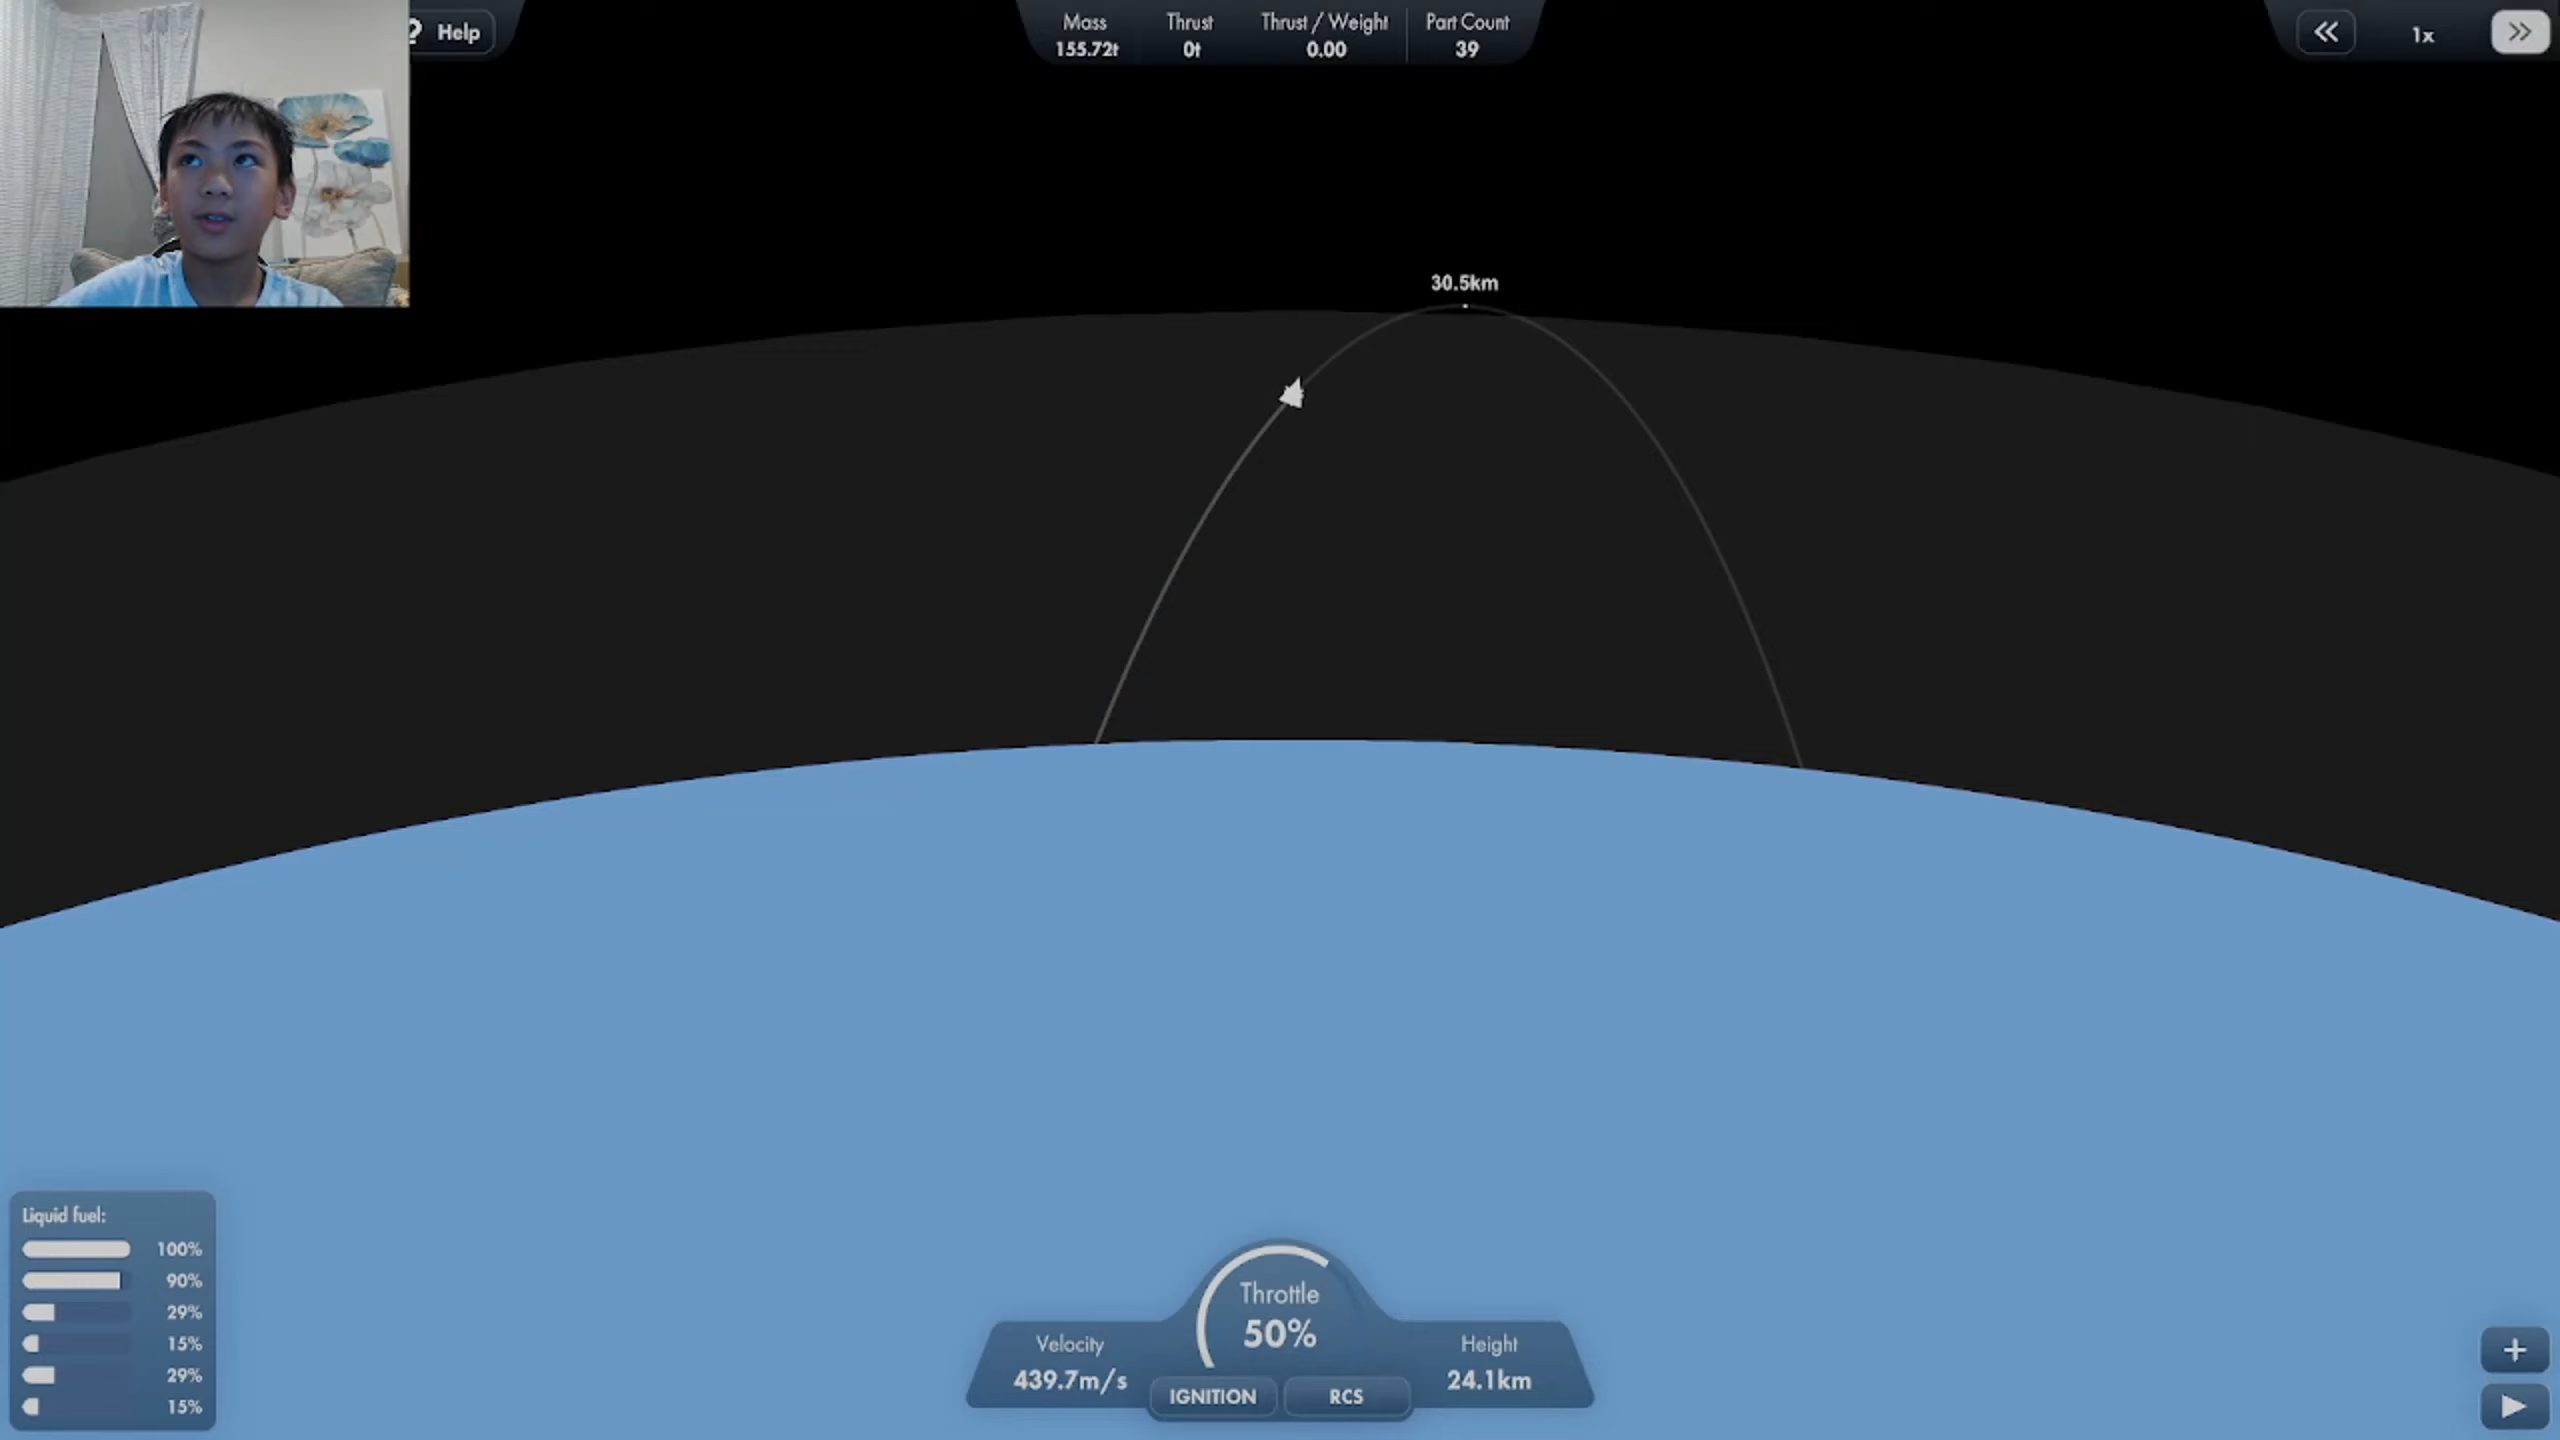 ? Help
Mass Thrust Thrust / Weight Part Count
155.72t 0t 0.00 39
1x
30.5km
Liquid fuel:
100%
90%
29%
15%
29%
15%
Throttle
50%
Velocity
439.7m/s
IGNITION
RCS
Height
24.1km